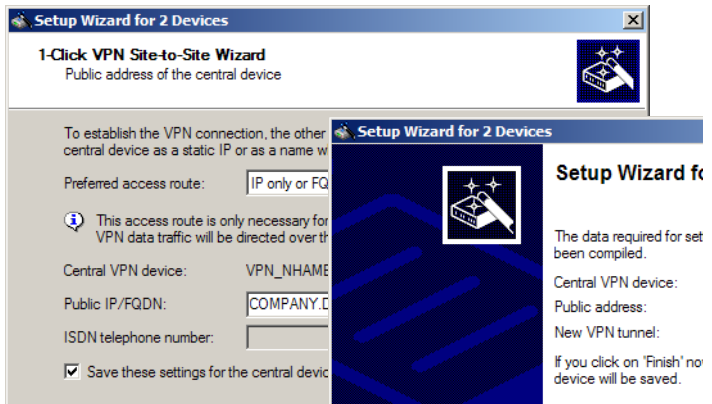 Setup Wizard for 2 Devices
1-Click VPN Site-to-Site Wizard
Public address of the central device
To establish the VPN connection, the other
central device as a static IP or as a name w
Preferred access route:
IP only or FQ
This access route is only necessary for
VPN data traffic will be directed over th
Central VPN device:
VPN_NHAME
Public IP/FQDN:
COMPANY.D
ISDN telephone number:
Save these settings for the central devic
Setup Wizard for 2 Devices
Setup Wizard fo
The data required for set
been compiled.
Central VPN device:
Public address:
New VPN tunnel:
If you click on 'Finish' no
device will be saved.